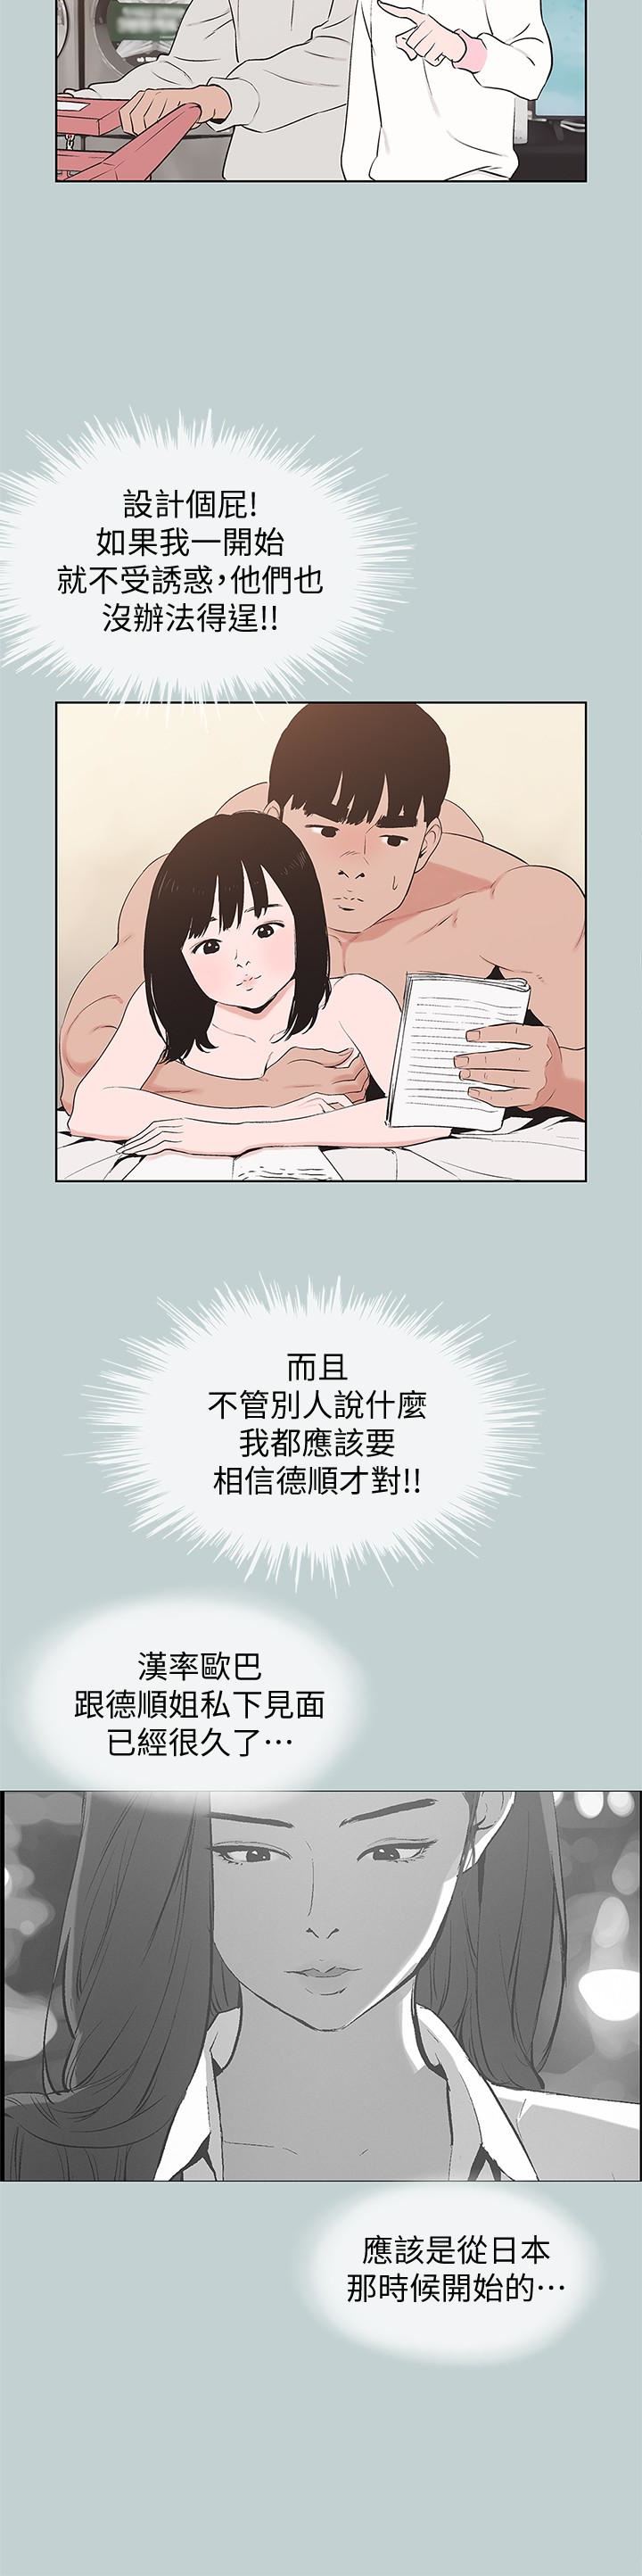 設計個屁!
如果我一開始
就不受誘惑，他們也
沒辦法得逞!!
而且
不管別人說什麼
我都應該要
相信德順才對!!
漢率歐巴
跟德順姐私下見面
已經很久了⋯
應該是從日本
那時候開始的⋯